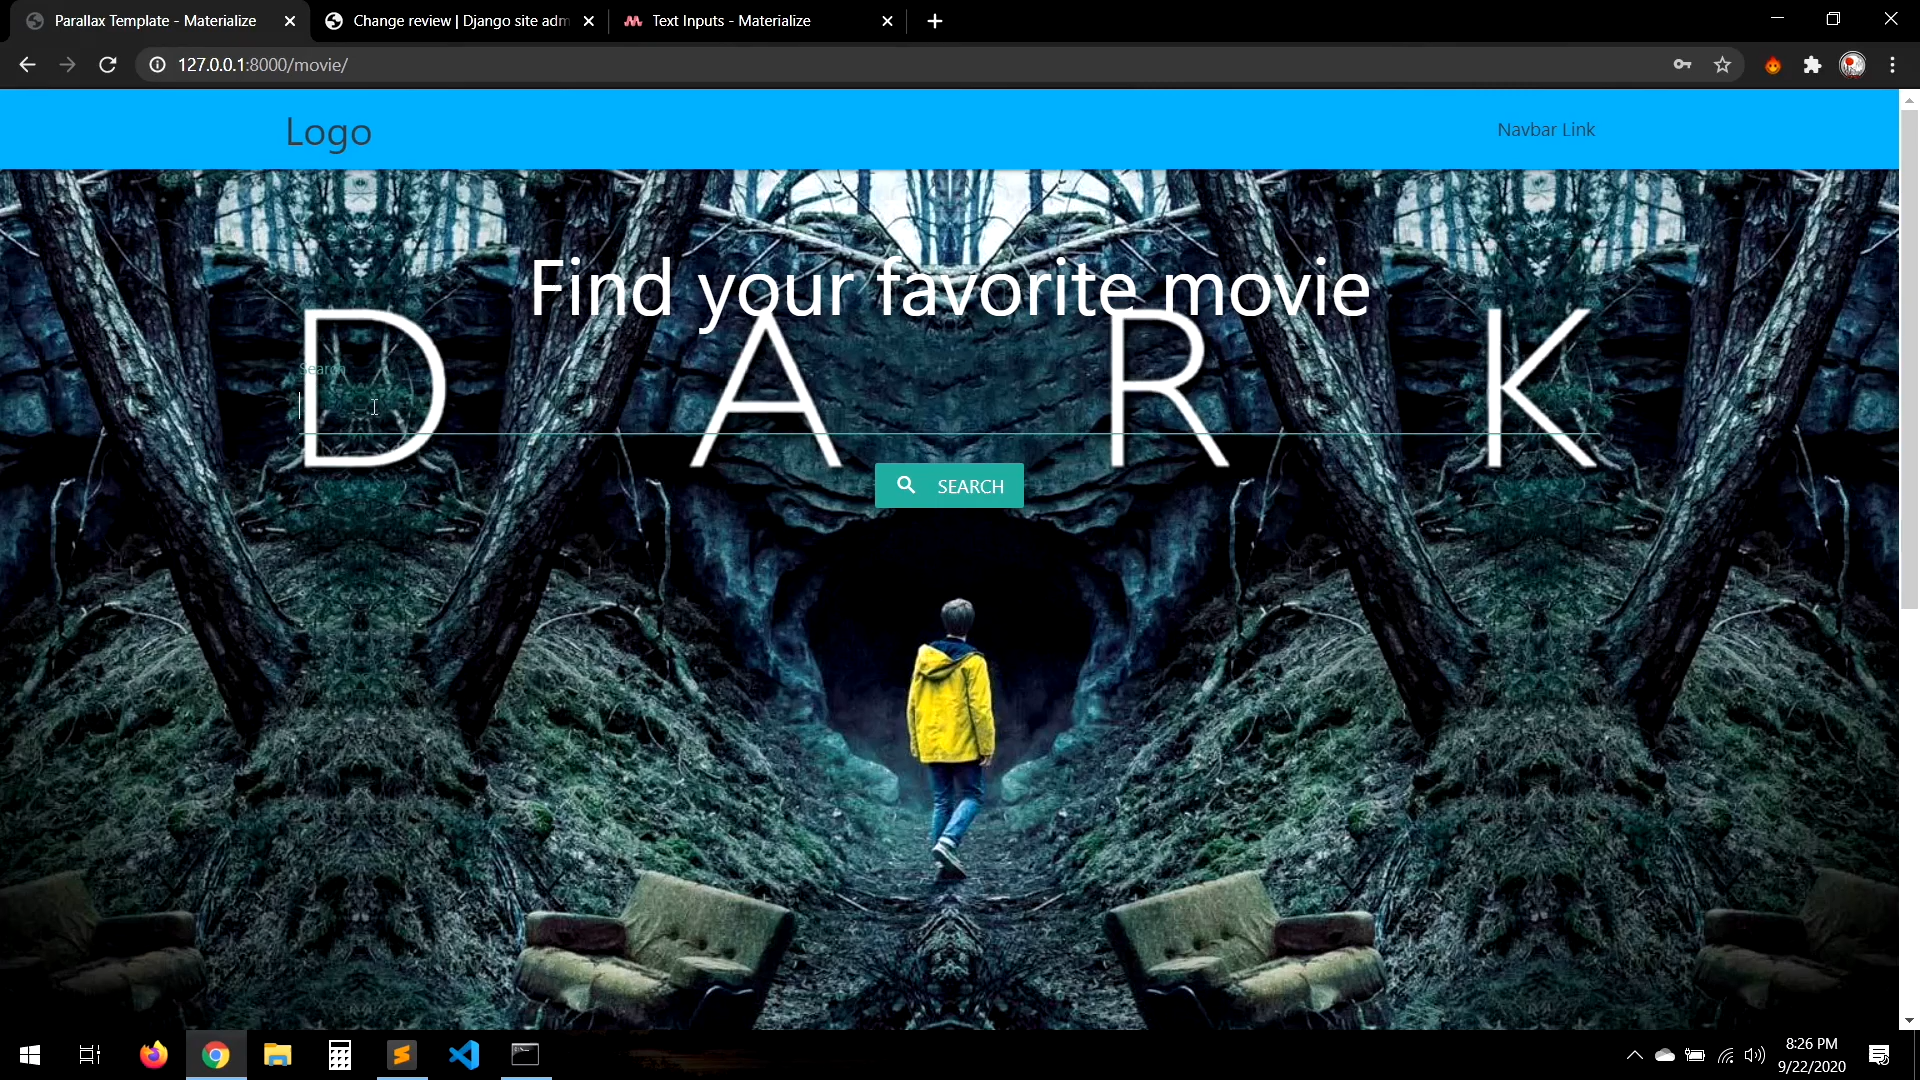 Parallax Template - Materialize
Change review | Django site adm
Text Inputs - Materialize
127.0.0.1:8000/movie/
Logo
Navbar Link
Find your favorite movie
D A R K
Search
SEARCH
8:26 PM
9/22/2020